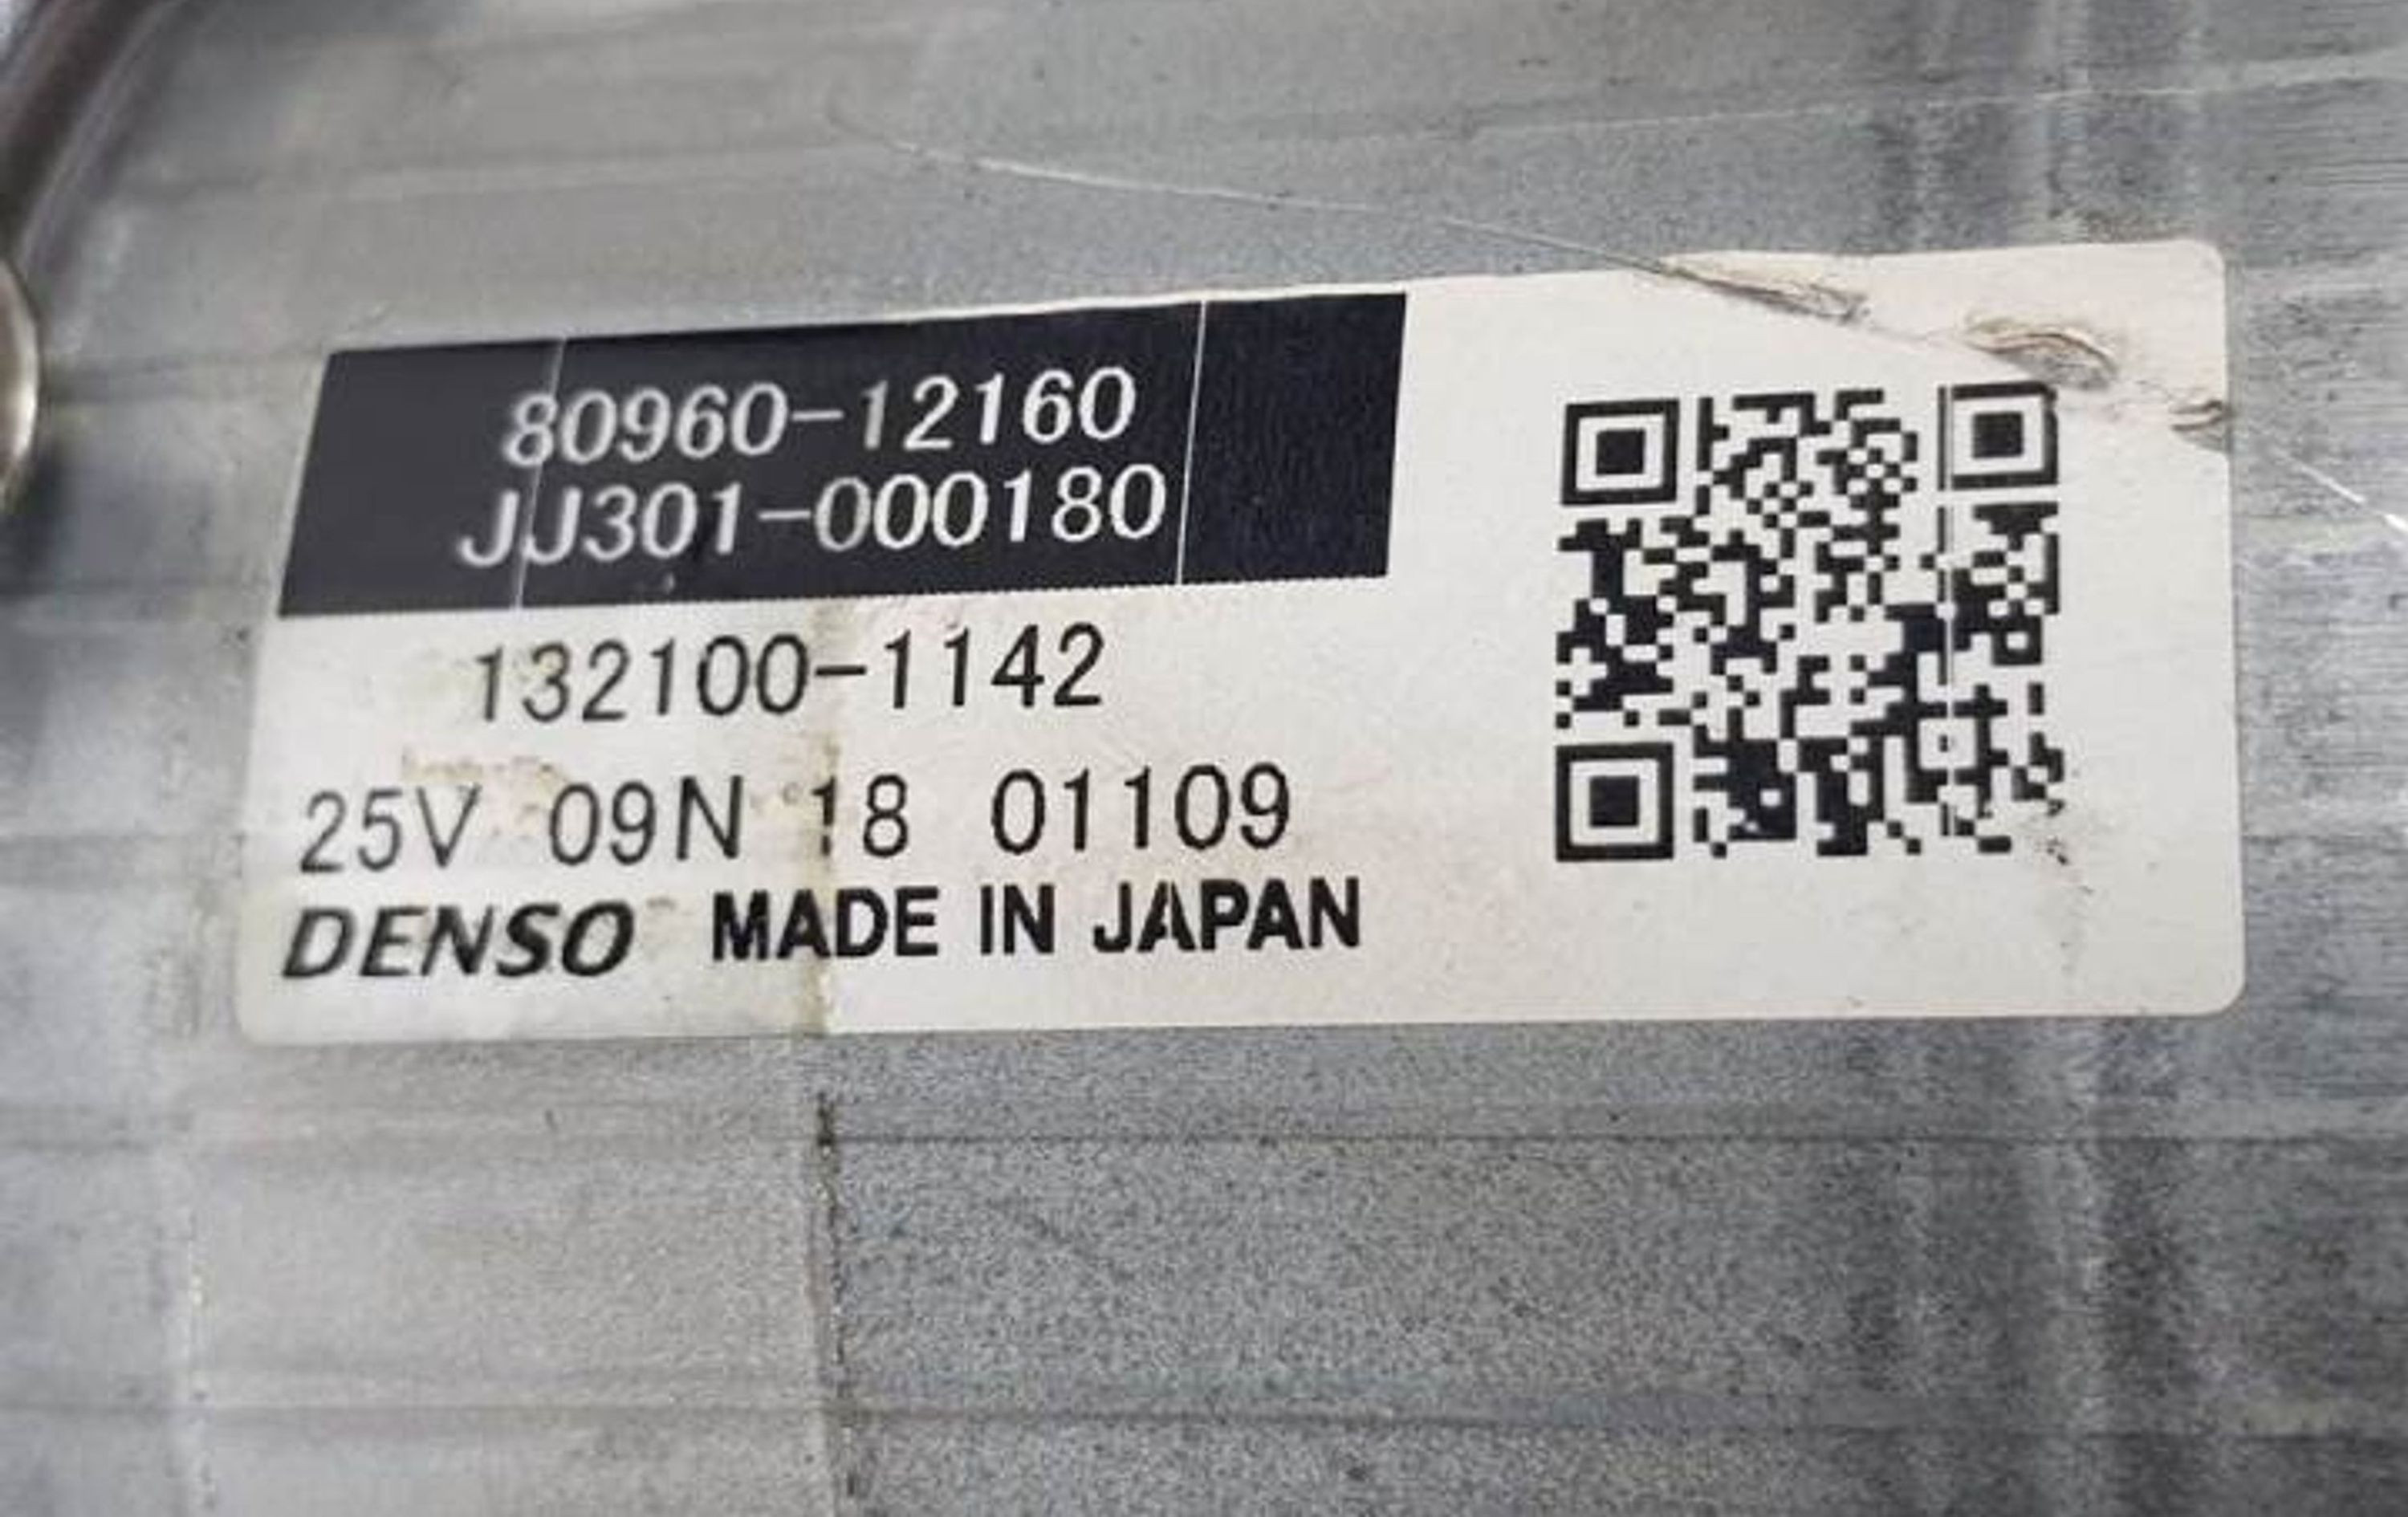 80960-12160
JJ301-000180
132100-1142
25V 09N 18 01109
DENSO MADE IN JAPAN